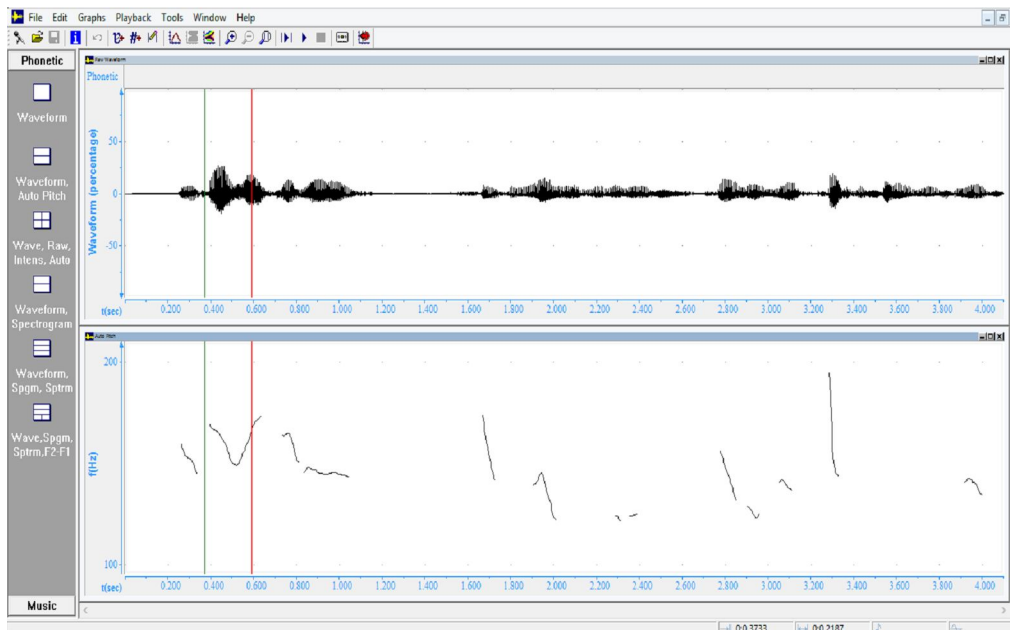 File Edit Graphs Playback Tools Window Help
Phonetic
Waveform
Waveform,
Auto Pitch
Wave, Raw,
Intens, Auto
Waveform,
Spectrogram
Waveform,
Spgm, Sptrm
Wave,Spgm,
Sptrm,F2-F1
Music
Raw Waveform
Phonetic
Waveform (percentage)
50
0
-50
t(sec) 0.200 0.400 0.600 0.800 1.000 1.200 1.400 1.600 1.800 2.000 2.200 2.400 2.600 2.800 3.000 3.200 3.400 3.600 3.800 4.000
Auto Pitch
200
f(Hz)
100
t(sec) 0.200 0.400 0.600 0.800 1.000 1.200 1.400 1.600 1.800 2.000 2.200 2.400 2.600 2.800 3.000 3.200 3.400 3.600 3.800 4.000
0:0.3733 0:0.2187